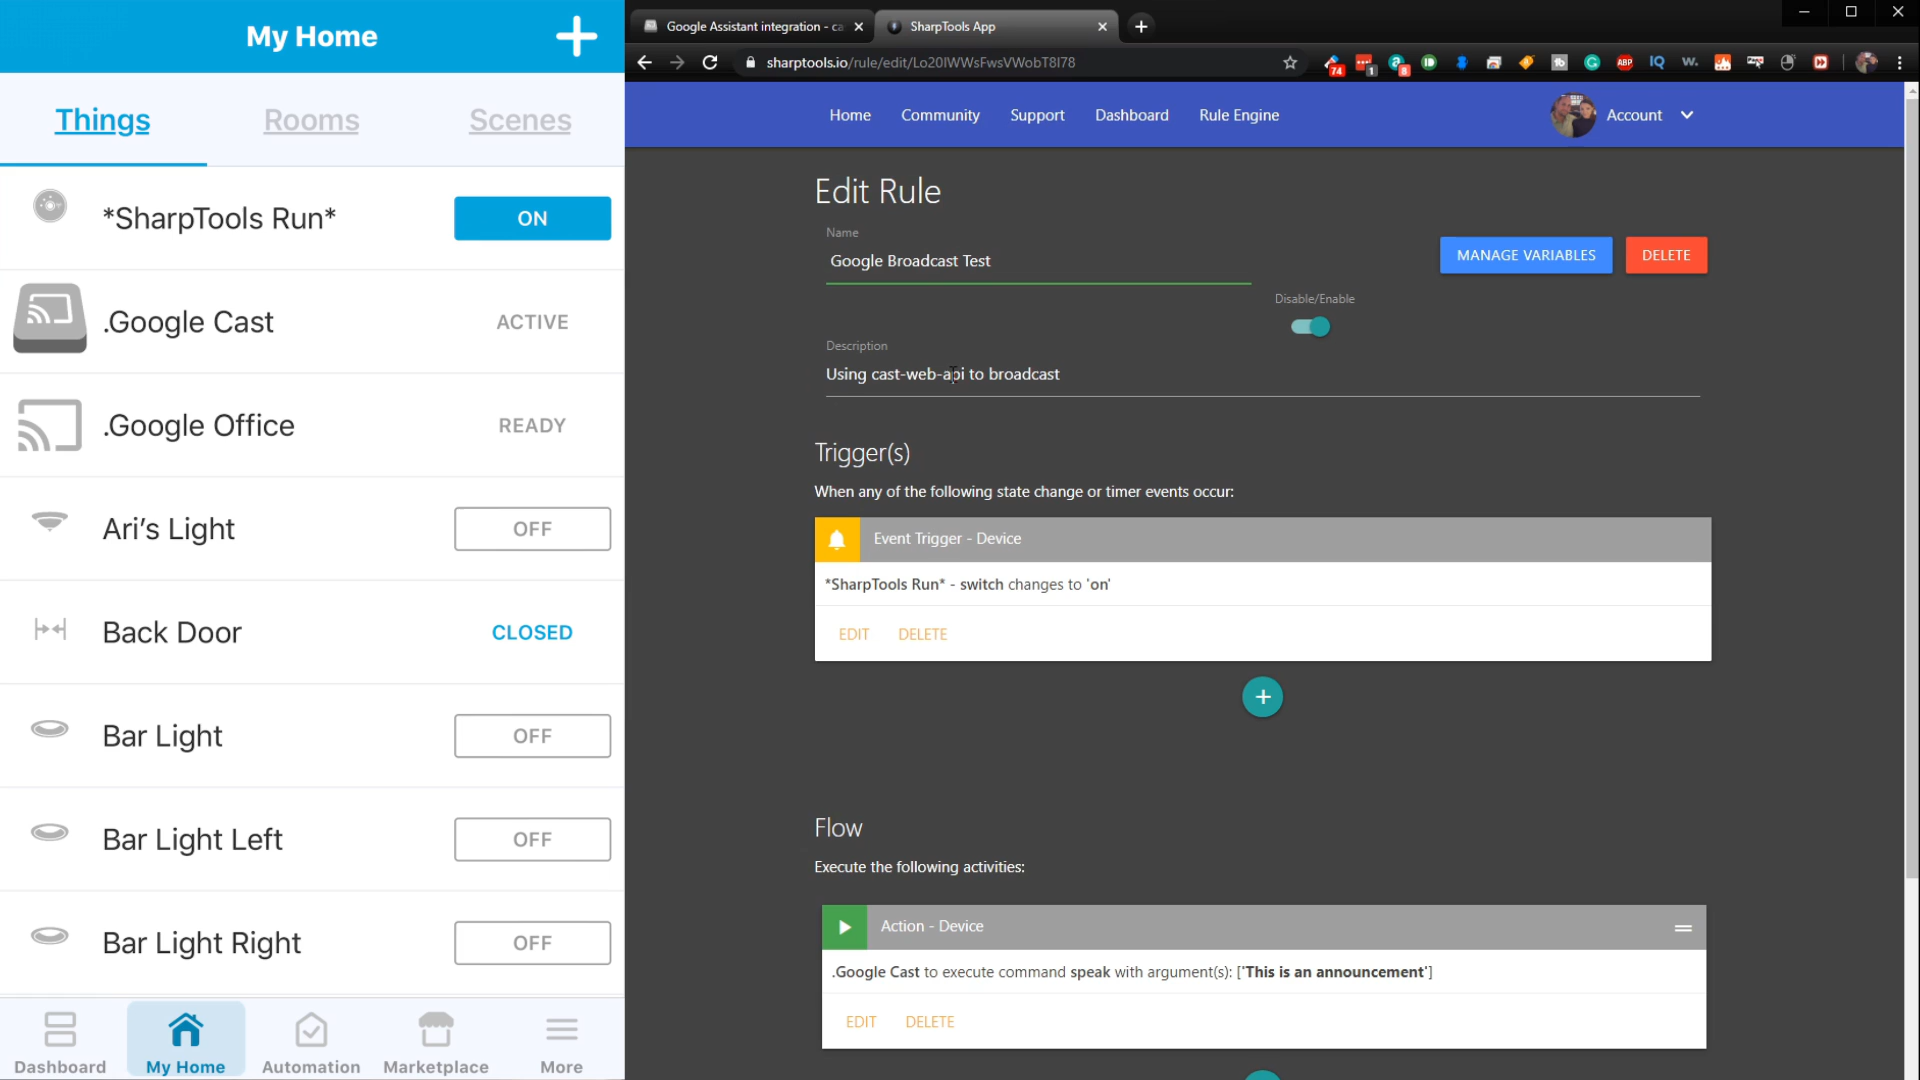 My Home
Things
Rooms
Scenes
*SharpTools Run*
ON
.Google Cast
ACTIVE
.Google Office
READY
Ari's Light
OFF
Back Door
CLOSED
Bar Light
OFF
Bar Light Left
OFF
Bar Light Right
OFF
Dashboard
My Home
Automation
Marketplace
More
Google Assistant integration - ca
SharpTools App
sharptools.io/rule/edit/Lo20IWWsFwsVWobT8I78
74
1
8
ABP
IQ
w.
Home
Community
Support
Dashboard
Rule Engine
Account
Edit Rule
Name
Google Broadcast Test
MANAGE VARIABLES
DELETE
Disable/Enable
Description
Using cast-web-api to broadcast
Trigger(s)
When any of the following state change or timer events occur:
Event Trigger - Device
*SharpTools Run* - switch changes to 'on'
EDIT
DELETE
Flow
Execute the following activities:
Action - Device
.Google Cast to execute command speak with argument(s): ['This is an announcement']
EDIT
DELETE